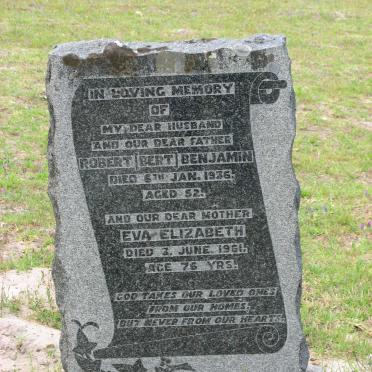 IN LOVING MEMORY
OF
MY DEAR HUSBAND
AND OUR DEAR FATHER
ROBERT [BERT] BENJAMIN
DIED 6TH JAN. 1936.
AGED 52.
AND OUR DEAR MOTHER
EVA ELIZABETH
DIED 3. JUNE. 1961.
AGE 76 YRS.
GOD TAKES OUR LOVED ONES
FROM OUR HOMES,
BUT NEVER FROM OUR HEARTS.